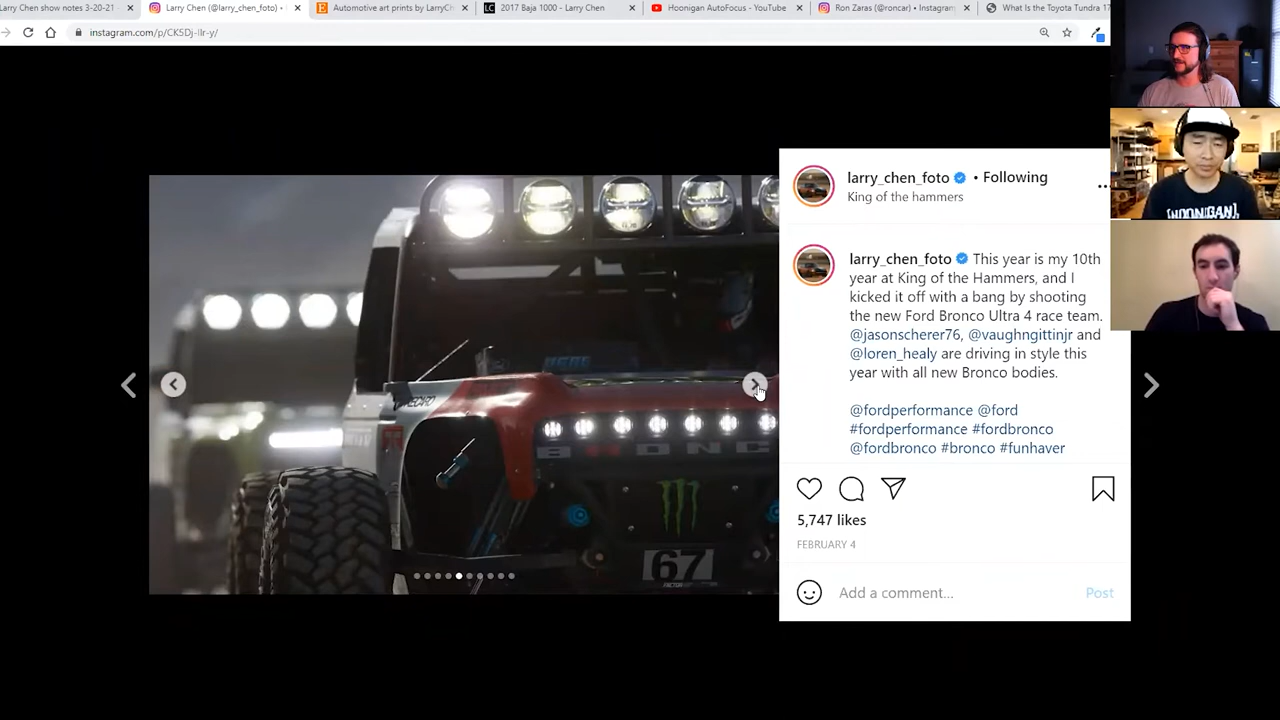 Larry Chen show notes 3-20-21
Larry Chen (@larry_chen_foto) •
Automotive art prints by LarryCh
2017 Baja 1000 - Larry Chen
Hoonigan AutoFocus - YouTube
Ron Zaras (@roncar) • Instagram
What Is the Toyota Tundra 17
instagram.com/p/CK5Dj-lIr-y/
larry_chen_foto • Following
King of the hammers
larry_chen_foto This year is my 10th
year at King of the Hammers, and I
kicked it off with a bang by shooting
the new Ford Bronco Ultra 4 race team.
@jasonscherer76, @vaughngittinjr and
@loren_healy are driving in style this
year with all new Bronco bodies.
@fordperformance @ford
#fordperformance #fordbronco
@fordbronco #bronco #funhaver
5,747 likes
FEBRUARY 4
Add a comment...
Post
BRONC
67
[HOONIGAN],